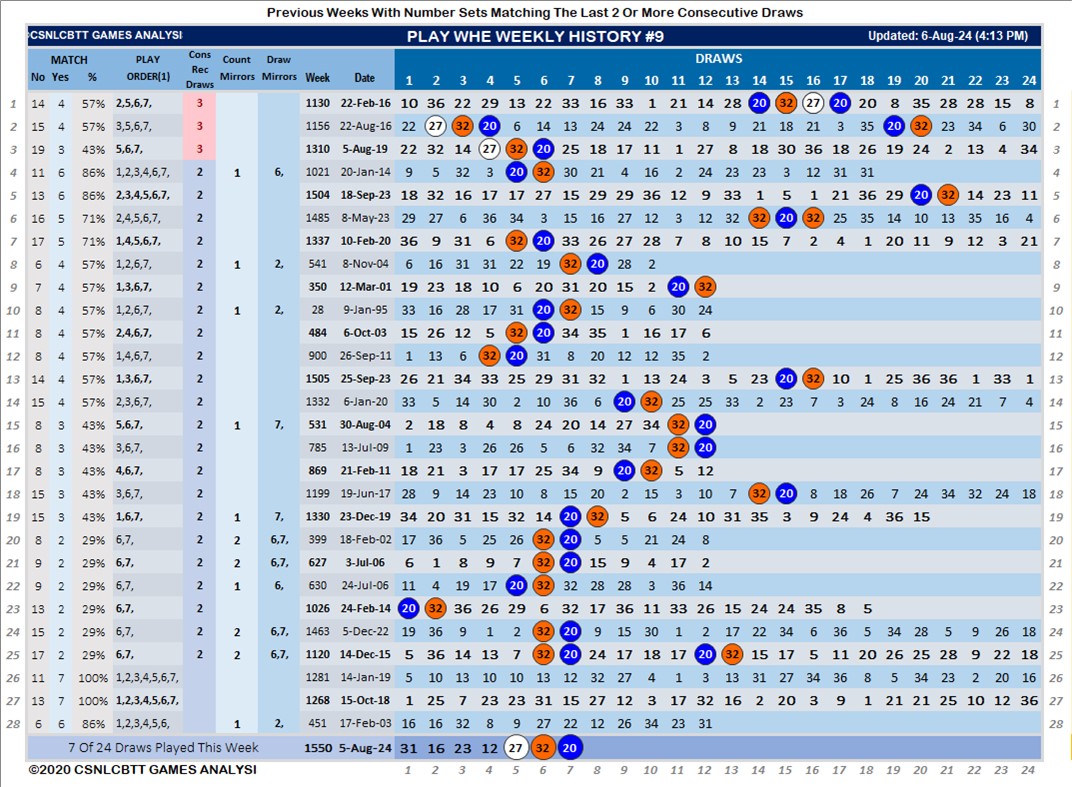 Previous Weeks With Number Sets Matching The Last 2 Or More Consecutive Draws
©CSNLCBTT GAMES ANALYSI PLAY WHE WEEKLY HISTORY #9 Updated: 6-Aug-24 (4:13 PM)
MATCH PLAY Cons Count Draw DRAWS
No Yes % ORDER(1) Rec Draws Mirrors Mirrors Week Date 1 2 3 4 5 6 7 8 9 10 11 12 13 14 15 16 17 18 19 20 21 22 23 24
1 14 4 57% 2,5,6,7, 3 1130 22-Feb-16 10 36 22 29 13 22 33 16 33 1 21 14 28 20 32 27 20 20 8 35 28 28 15 8 1
2 15 4 57% 3,5,6,7, 3 1156 22-Aug-16 22 27 32 20 6 14 13 24 24 22 3 8 9 21 18 21 3 35 20 32 23 34 6 30 2
3 19 3 43% 5,6,7, 3 1310 5-Aug-19 22 32 14 27 32 20 25 18 17 11 1 27 8 18 30 36 18 26 19 24 2 13 4 34 3
4 11 6 86% 1,2,3,4,6,7, 2 1 6, 1021 20-Jan-14 9 5 32 3 20 32 30 21 4 16 2 24 23 23 3 12 31 31 4
5 13 6 86% 2,3,4,5,6,7, 2 1504 18-Sep-23 18 32 16 17 17 27 15 29 29 36 12 9 33 1 5 1 21 36 29 20 32 14 23 11 5
6 16 5 71% 2,4,5,6,7, 2 1485 8-May-23 29 27 6 36 34 3 15 16 27 12 3 12 32 32 20 32 25 35 14 10 13 35 16 4 6
7 17 5 71% 1,4,5,6,7, 2 1337 10-Feb-20 36 9 31 6 32 20 33 26 27 28 7 8 10 15 7 2 4 1 20 11 9 12 3 21 7
8 6 4 57% 1,2,6,7, 2 1 2, 541 8-Nov-04 6 16 31 31 22 19 32 20 28 2 8
9 7 4 57% 1,3,6,7, 2 350 12-Mar-01 19 23 18 10 6 20 31 20 15 2 20 32 9
10 8 4 57% 1,2,6,7, 2 1 2, 28 9-Jan-95 33 16 28 17 31 20 32 15 9 6 30 24 10
11 8 4 57% 2,4,6,7, 2 484 6-Oct-03 15 26 12 5 32 20 34 35 1 16 17 6 11
12 8 4 57% 1,4,6,7, 2 900 26-Sep-11 1 13 6 32 20 31 8 20 12 12 35 2 12
13 14 4 57% 1,3,6,7, 2 1505 25-Sep-23 26 21 34 33 25 29 31 32 1 13 24 3 5 23 20 32 10 1 25 36 36 1 33 1 13
14 15 4 57% 2,3,6,7, 2 1332 6-Jan-20 33 5 14 30 2 10 36 6 20 32 25 25 33 2 23 7 3 24 8 16 24 21 7 4 14
15 8 3 43% 5,6,7, 2 1 7, 531 30-Aug-04 2 18 8 4 8 24 20 14 27 34 32 20 15
16 8 3 43% 3,6,7, 2 785 13-Jul-09 1 23 3 26 26 5 6 32 34 7 32 20 16
17 8 3 43% 4,6,7, 2 869 21-Feb-11 18 21 3 17 17 25 34 9 20 32 5 12 17
18 15 3 43% 3,6,7, 2 1199 19-Jun-17 28 9 14 23 10 8 15 20 2 15 3 10 7 32 20 8 18 26 7 24 34 32 24 18 18
19 15 3 43% 1,6,7, 2 1 7, 1330 23-Dec-19 34 20 31 15 32 14 20 32 5 6 24 10 31 35 3 9 24 4 36 15 19
20 8 2 29% 6,7, 2 2 6,7, 399 18-Feb-02 17 36 5 25 26 32 20 5 5 21 24 8 20
21 9 2 29% 6,7, 2 2 6,7, 627 3-Jul-06 6 1 8 9 7 32 20 15 9 4 17 2 21
22 9 2 29% 6,7, 2 1 6, 630 24-Jul-06 11 4 19 17 20 32 32 28 28 3 36 14 22
23 13 2 29% 6,7, 2 1026 24-Feb-14 20 32 36 26 29 6 32 17 36 11 33 26 15 24 24 35 8 5 23
24 15 2 29% 6,7, 2 2 6,7, 1463 5-Dec-22 19 36 9 1 2 32 20 9 15 30 1 2 17 22 34 6 36 5 34 28 5 9 26 18 24
25 17 2 29% 6,7, 2 2 6,7, 1120 14-Dec-15 5 36 14 13 7 32 20 24 17 18 17 20 32 15 17 5 11 20 26 25 28 9 22 18 25
26 11 7 100% 1,2,3,4,5,6,7, 1281 14-Jan-19 5 10 13 10 10 13 12 32 27 4 1 3 13 31 27 34 36 8 5 34 23 2 20 16 26
27 13 7 100% 1,2,3,4,5,6,7, 1268 15-Oct-18 1 25 7 23 23 31 15 27 12 3 17 32 16 2 20 3 9 1 21 21 25 10 12 36 27
28 6 6 86% 1,2,3,4,5,6, 1 2, 451 17-Feb-03 16 16 32 8 9 27 22 12 26 34 23 31 28
7 Of 24 Draws Played This Week 1550 5-Aug-24 31 16 23 12 27 32 20
©2020 CSNLCBTT GAMES ANALYSI 1 2 3 4 5 6 7 8 9 10 11 12 13 14 15 16 17 18 19 20 21 22 23 24